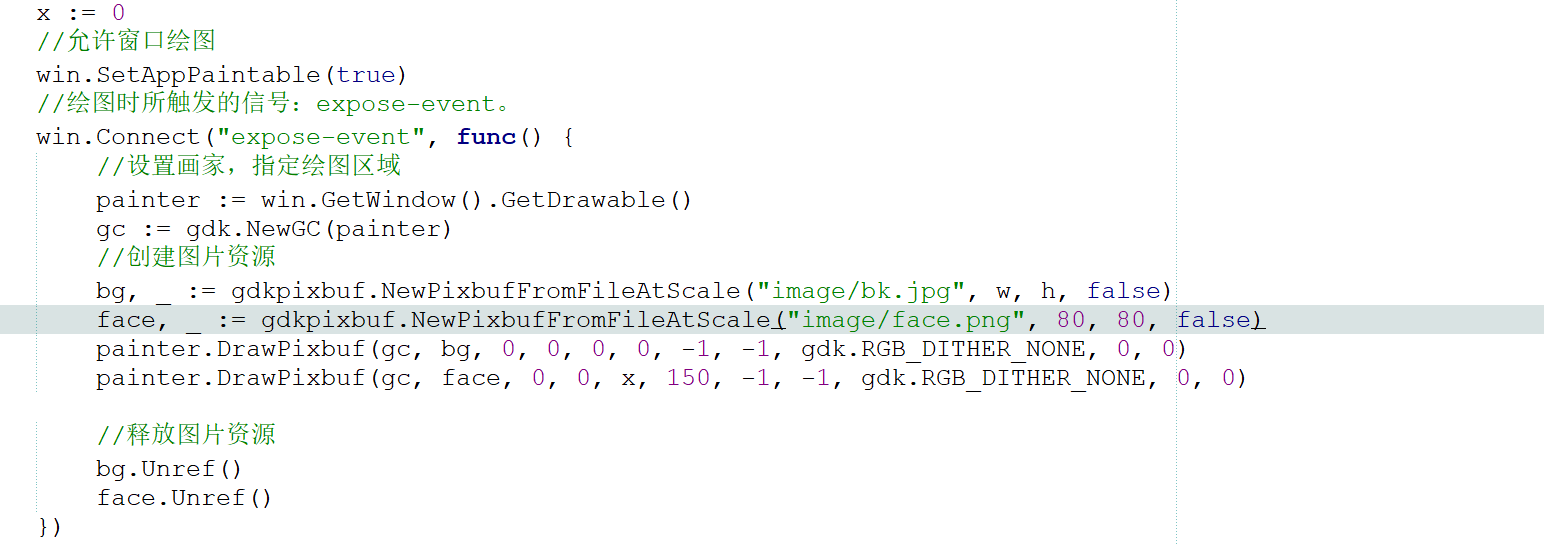 x := 0
//允许窗口绘图
win.SetAppPaintable(true)
//绘图时所触发的信号：expose-event。
win.Connect("expose-event", func() {
    //设置画家，指定绘图区域
    painter := win.GetWindow().GetDrawable()
    gc := gdk.NewGC(painter)
    //创建图片资源
    bg, _ := gdkpixbuf.NewPixbufFromFileAtScale("image/bk.jpg", w, h, false)
    face, _ := gdkpixbuf.NewPixbufFromFileAtScale("image/face.png", 80, 80, false)
    painter.DrawPixbuf(gc, bg, 0, 0, 0, 0, -1, -1, gdk.RGB_DITHER_NONE, 0, 0)
    painter.DrawPixbuf(gc, face, 0, 0, x, 150, -1, -1, gdk.RGB_DITHER_NONE, 0, 0)
    //释放图片资源
    bg.Unref()
    face.Unref()
})